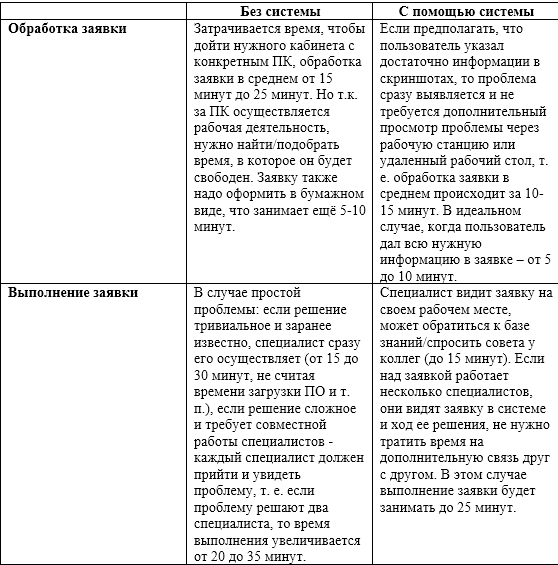 Без системы
С помощью системы
Обработка заявки
Затрачивается время, чтобы
дойти нужного кабинета с
конкретным ПК, обработка
заявки в среднем от 15
минут до 25 минут. Но т.к.
за ПК осуществляется
рабочая деятельность,
нужно найти/подобрать
время, в которое он будет
свободен. Заявку также
надо оформить в бумажном
виде, что занимает ещё 5-10
минут.
Если предполагать, что
пользователь указал
достаточно информации в
скриншотах, то проблема
сразу выявляется и не
требуется дополнительный
просмотр проблемы через
рабочую станцию или
удаленный рабочий стол, т.
е. обработка заявки в
среднем происходит за 10-
15 минут. В идеальном
случае, когда пользователь
дал всю нужную
информацию в заявке – от 5
до 10 минут.
Выполнение заявки
В случае простой
проблемы: если решение
тривиальное и заранее
известно, специалист сразу
его осуществляет (от 15 до
30 минут, не считая
времени загрузки ПО и т.
п.), если решение сложное
и требует совместной
работы специалистов -
каждый специалист должен
прийти и увидеть
проблему, т. е. если
проблему решают два
специалиста, то время
выполнения увеличивается
от 20 до 35 минут.
Специалист видит заявку на
своем рабочем месте,
может обратиться к базе
знаний/спросить совета у
коллег (до 15 минут). Если
над заявкой работает
несколько специалистов,
они видят заявку в системе
и ход ее решения, не нужно
тратить время на
дополнительную связь друг
с другом. В этом случае
выполнение заявки будет
занимать до 25 минут.